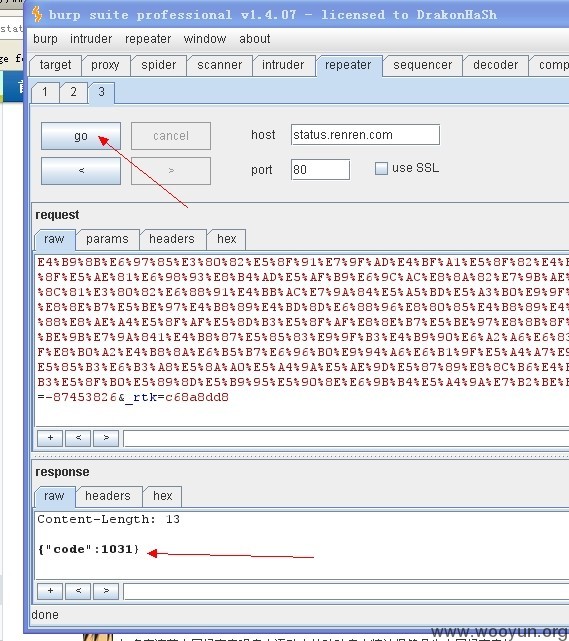 burp suite professional v1.4.07 - licensed to DrakonHaSh
burp intruder repeater window about
target proxy spider scanner intruder repeater sequencer decoder comp
1 2 3
go cancel host status.renren.com
< > port 80 use SSL
request
raw params headers hex
E4%B9%8B%E6%97%85%E3%80%82%E5%8F%91%E7%9F%AD%E4%BF%A1%E5%8F%82%E4%B
%8F%E5%AE%81%E6%98%93%E8%B4%AD%E5%AF%B9%E6%9C%AC%E8%8A%82%E7%9B%AE%
%8C%81%E3%80%82%E6%88%91%E4%BB%AC%E7%9A%84%E5%A5%BD%E5%A3%B0%E9%9F%
%E8%8E%B7%E5%BE%97%E4%B8%89%E4%BD%8D%E6%88%96%E8%80%85%E4%B8%89%E4%
%88%E8%AE%A4%E5%8F%AF%E5%8D%B3%E5%8F%AF%E8%8E%B7%E5%BE%97%E8%8B%8F%
%BE%9B%E7%9A%841%E4%B8%87%E5%85%83%E9%9F%B3%E4%B9%90%E6%A2%A6%E6%83
F%E8%B0%A2%E4%B8%8A%E6%B5%B7%E6%96%B0%E9%94%A6%E6%B1%9F%E5%A4%A7%E9
E5%85%B3%E6%B3%A8%E5%8A%A0%E5%A4%9A%E5%AE%9D%E5%87%89%E8%8C%B6%E4%B
B3%E5%8F%B0%E5%89%8D%E5%B9%95%E5%90%8E%E6%9B%B4%E5%A4%9A%E7%B2%BE%E
=-87453826&_rtk=c68a8dd8
+ < >
response
raw headers hex
Content-Length: 13
{"code":1031}
+ < >
done
www.wooyun.org